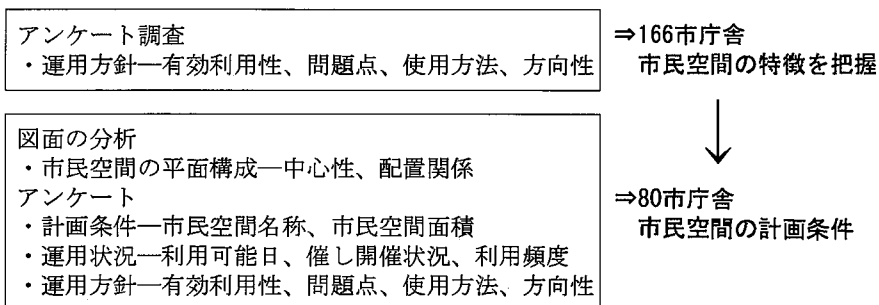 アンケート調査
・運用方針―有効利用性、問題点、使用方法、方向性
⇒166市庁舎
市民空間の特徴を把握
図面の分析
・市民空間の平面構成―中心性、配置関係
アンケート
・計画条件―市民空間名称、市民空間面積
・運用状況―利用可能日、催し開催状況、利用頻度
・運用方針―有効利用性、問題点、使用方法、方向性
⇒80市庁舎
市民空間の計画条件